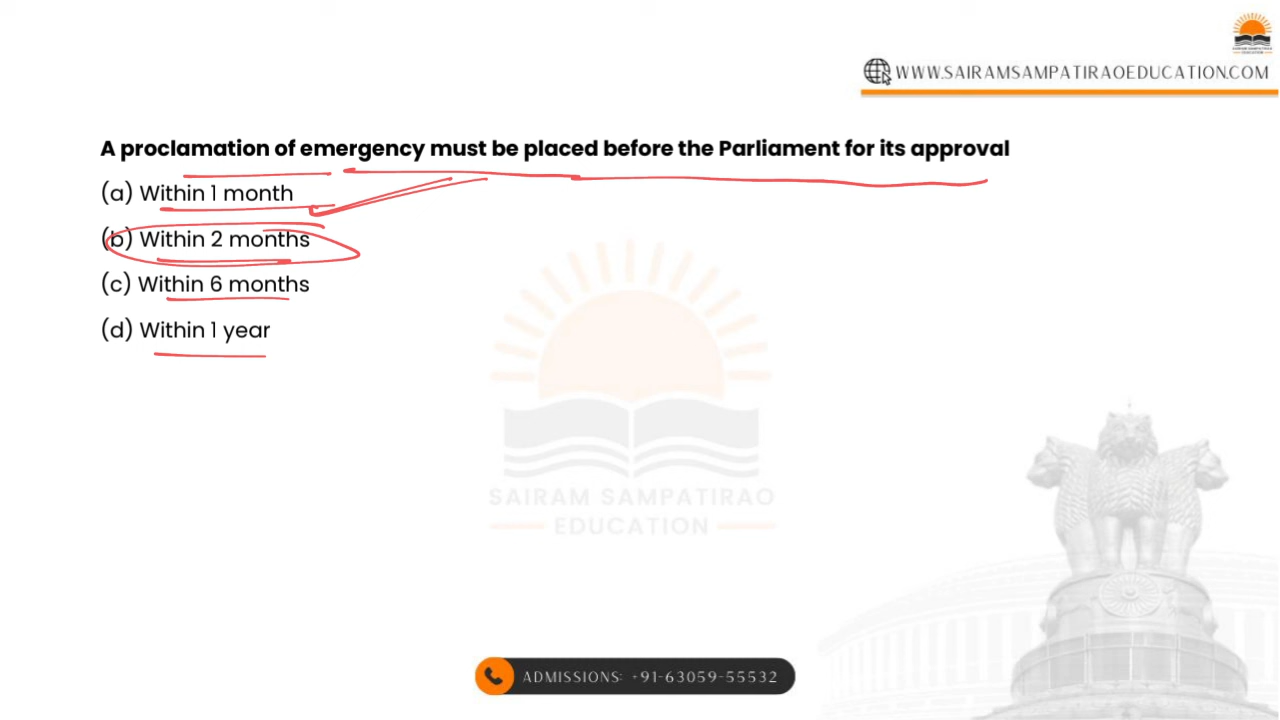 WWW.SAIRAMSAMPATIRAOEDUCATION.COM
A proclamation of emergency must be placed before the Parliament for its approval
(a) Within 1 month
(b) Within 2 months
(c) Within 6 months
(d) Within 1 year
SAIRAM SAMPATIRAO
EDUCATION
ADMISSIONS: +91-63059-55532